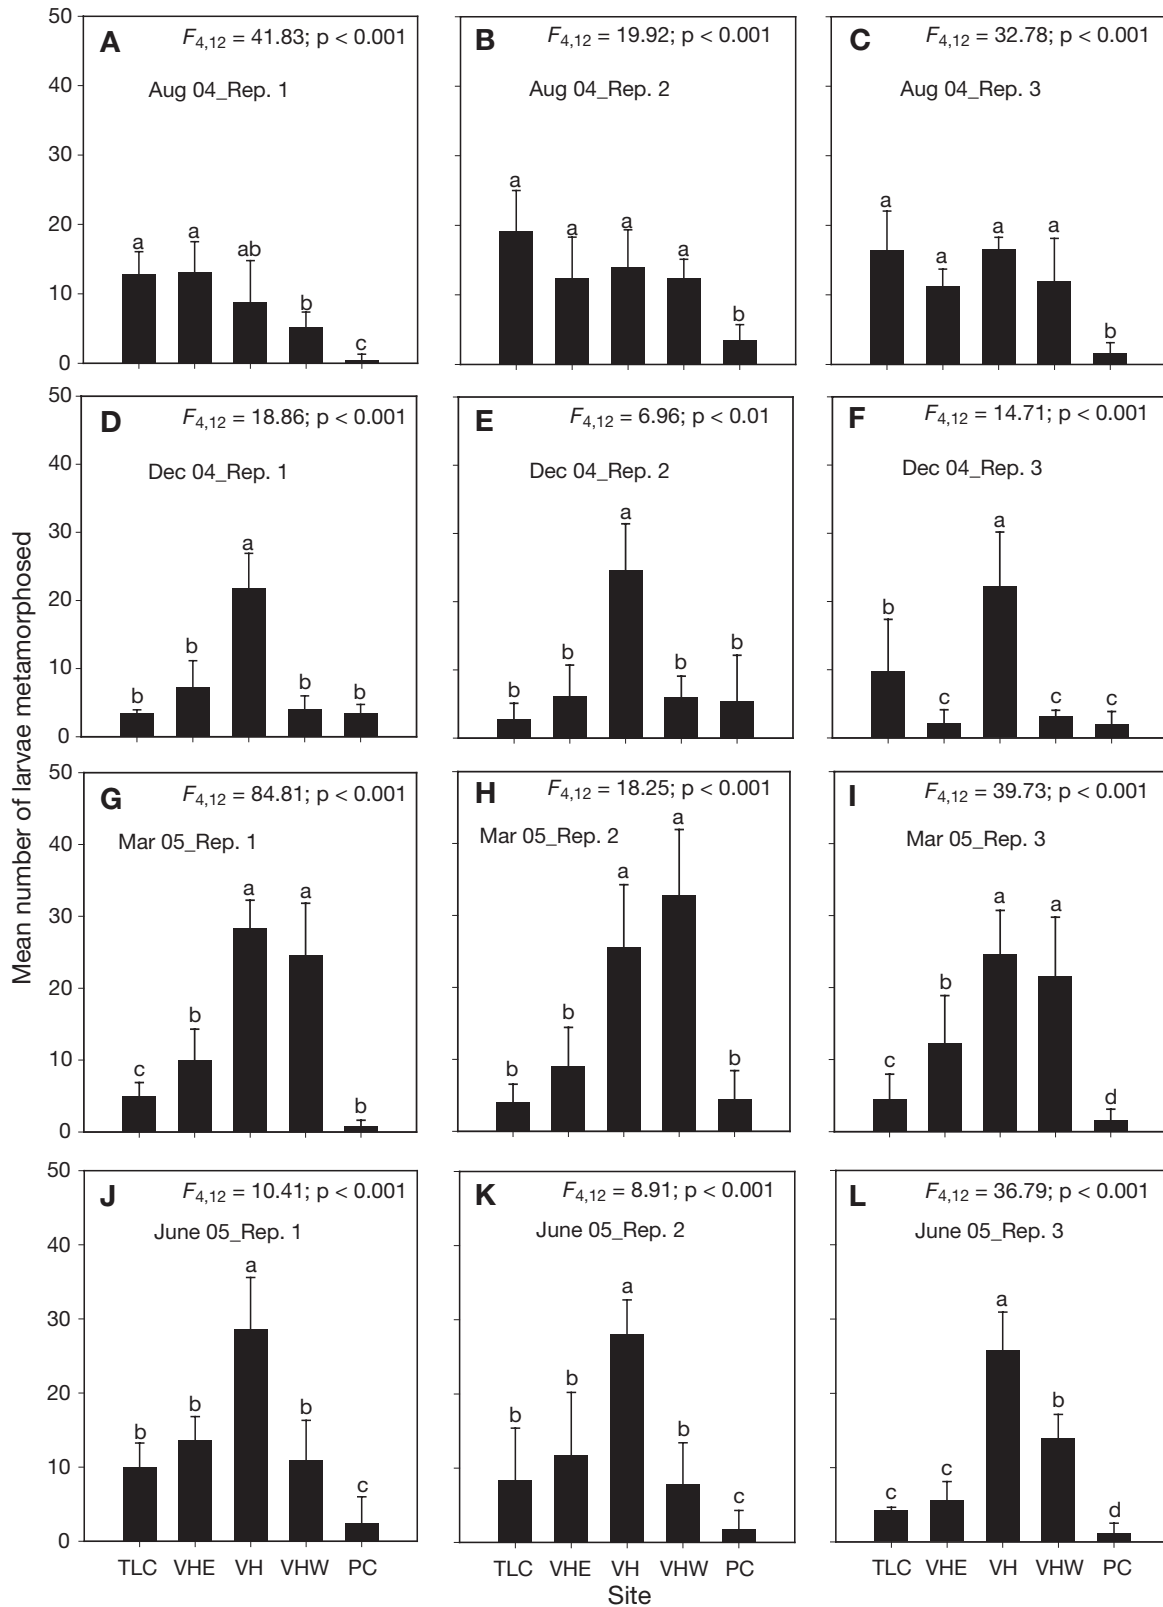 Mean number of larvae metamorphosed
50
40
30
20
10
0
A
F4,12 = 41.83; p < 0.001
Aug 04_Rep. 1
a
a
ab
b
c
B
F4,12 = 19.92; p < 0.001
Aug 04_Rep. 2
a
a
a
a
b
C
F4,12 = 32.78; p < 0.001
Aug 04_Rep. 3
a
a
a
a
b
50
40
30
20
10
0
D
F4,12 = 18.86; p < 0.001
Dec 04_Rep. 1
b
b
a
b
b
E
F4,12 = 6.96; p < 0.01
Dec 04_Rep. 2
b
b
a
b
b
F
F4,12 = 14.71; p < 0.001
Dec 04_Rep. 3
b
c
a
c
c
50
40
30
20
10
0
G
F4,12 = 84.81; p < 0.001
Mar 05_Rep. 1
c
b
a
a
b
H
F4,12 = 18.25; p < 0.001
Mar 05_Rep. 2
b
b
a
a
b
I
F4,12 = 39.73; p < 0.001
Mar 05_Rep. 3
c
b
a
a
d
50
40
30
20
10
0
J
F4,12 = 10.41; p < 0.001
June 05_Rep. 1
b
b
a
b
c
K
F4,12 = 8.91; p < 0.001
June 05_Rep. 2
b
b
a
b
c
L
F4,12 = 36.79; p < 0.001
June 05_Rep. 3
c
c
a
b
d
TLC VHE VH VHW PC
TLC VHE VH VHW PC
TLC VHE VH VHW PC
Site